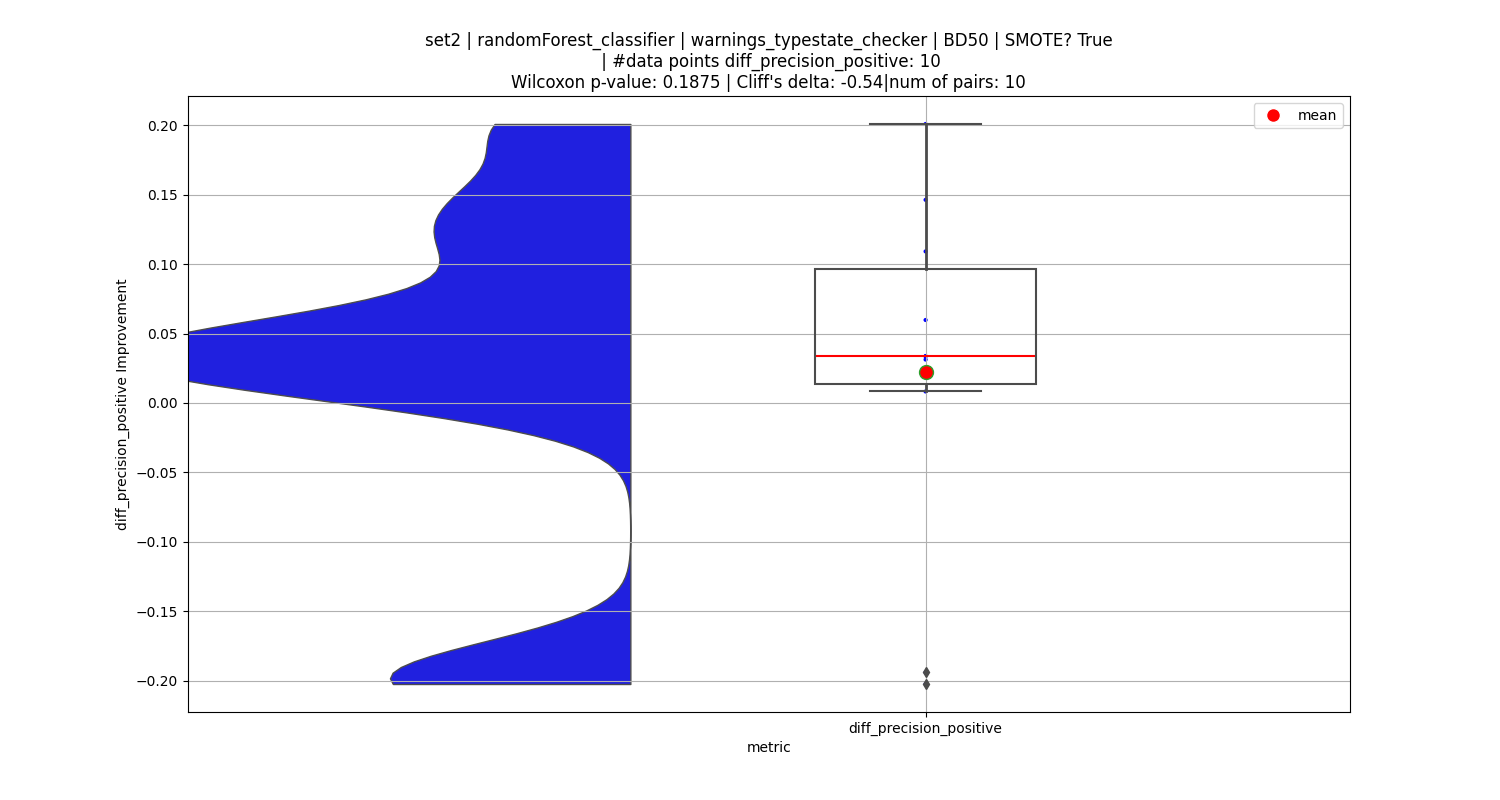 set2 | randomForest_classifier | warnings_typestate_checker | BD50 | SMOTE? True
| #data points diff_precision_positive: 10
Wilcoxon p-value: 0.1875 | Cliff's delta: -0.54|num of pairs: 10
mean
0.20
0.15
0.10
0.05
0.00
−0.05
−0.10
−0.15
−0.20
diff_precision_positive Improvement
diff_precision_positive
metric